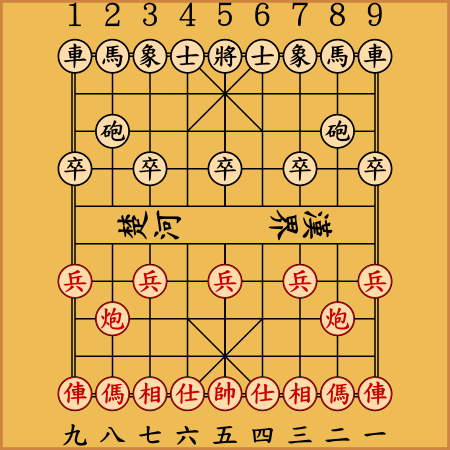 1 2 3 4 5 6 7 8 9
車 馬 象 士 將 士 象 馬 車
砲 砲
卒 卒 卒 卒 卒
楚河 漢界
兵 兵 兵 兵 兵
炮 炮
俥 傌 相 仕 帥 仕 相 傌 俥
九 八 七 六 五 四 三 二 一